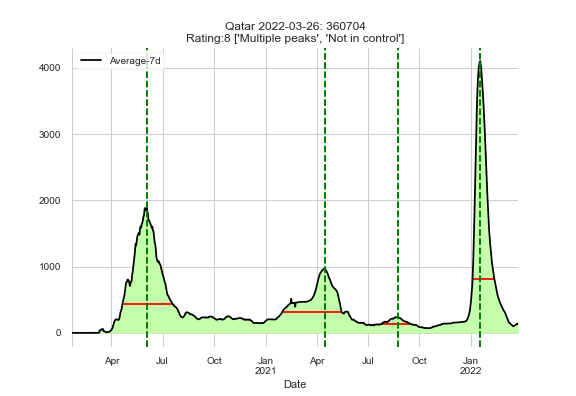 Qatar 2022-03-26: 360704
Rating:8 ['Multiple peaks', 'Not in control']
Average-7d
4000
3000
2000
1000
0
Apr
Jul
Oct
Jan
2021
Apr
Jul
Oct
Jan
2022
Date